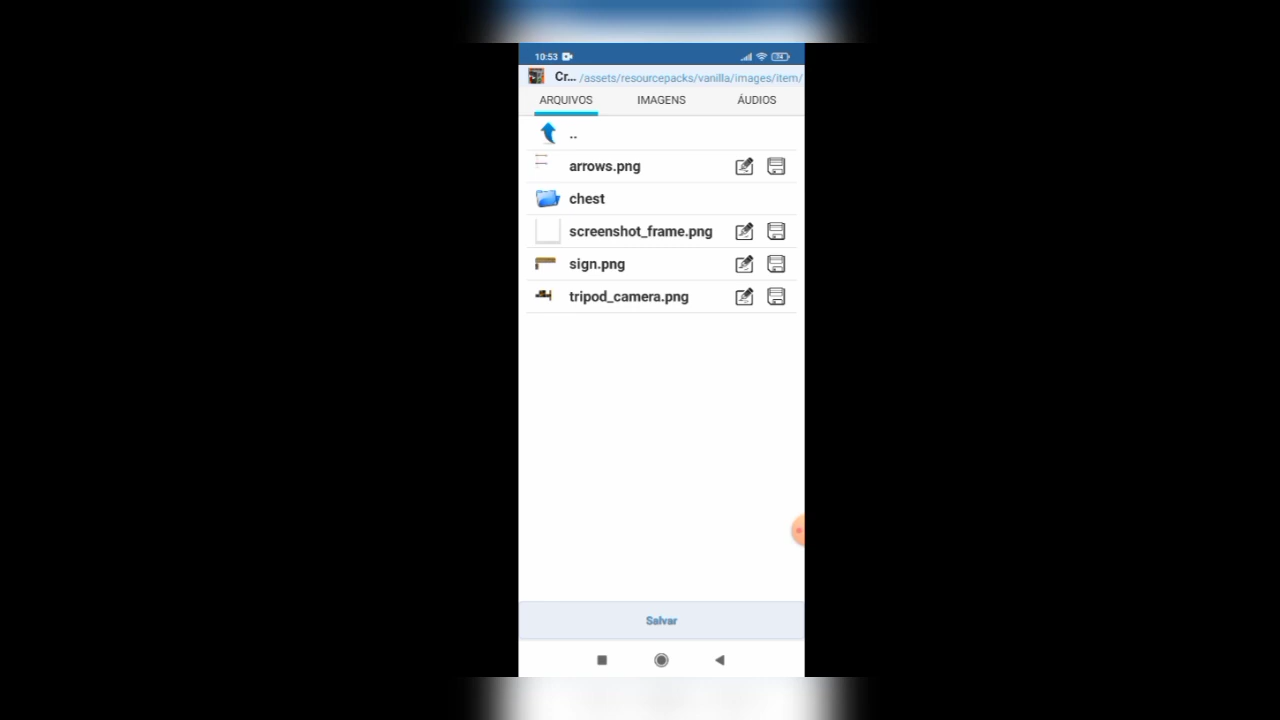 10:53 74
Cr... /assets/resourcepacks/vanilla/images/item/
ARQUIVOS IMAGENS ÁUDIOS
..
arrows.png
chest
screenshot_frame.png
sign.png
tripod_camera.png
Salvar